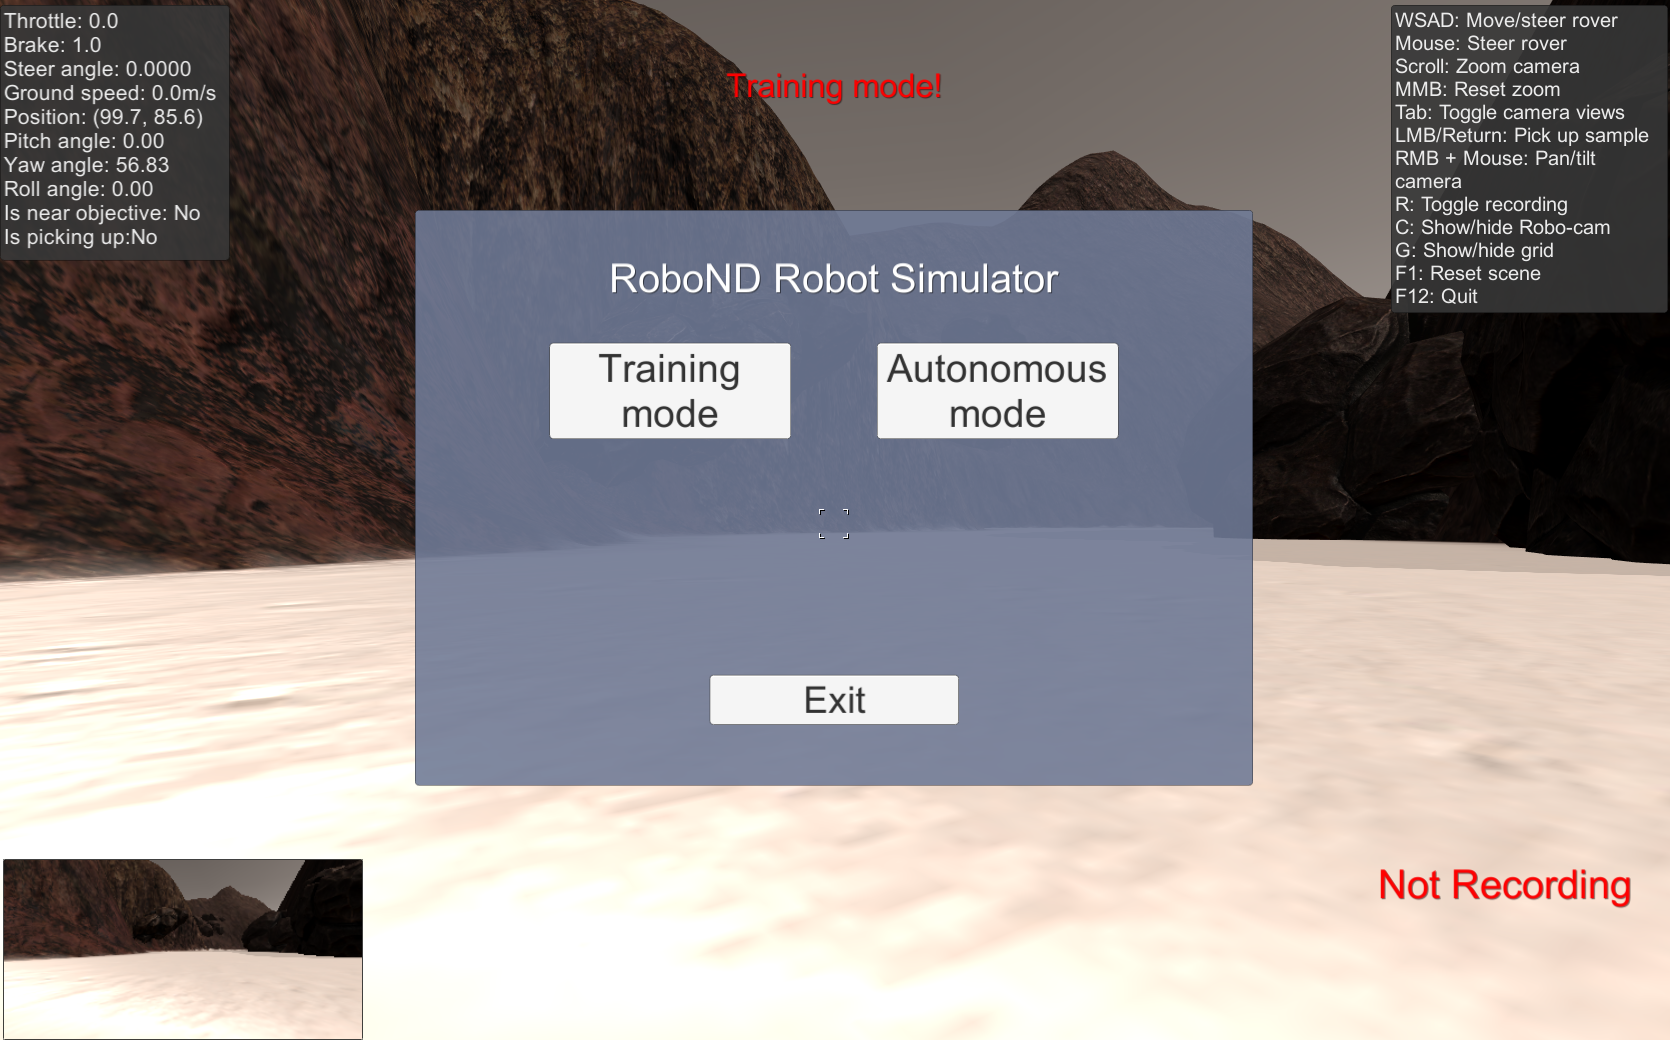 Throttle: 0.0
Brake: 1.0
Steer angle: 0.0000
Ground speed: 0.0m/s
Position: (99.7, 85.6)
Pitch angle: 0.00
Yaw angle: 56.83
Roll angle: 0.00
Is near objective: No
Is picking up:No
Training mode!
WSAD: Move/steer rover
Mouse: Steer rover
Scroll: Zoom camera
MMB: Reset zoom
Tab: Toggle camera views
LMB/Return: Pick up sample
RMB + Mouse: Pan/tilt
camera
R: Toggle recording
C: Show/hide Robo-cam
G: Show/hide grid
F1: Reset scene
F12: Quit
RoboND Robot Simulator
Training
mode
Autonomous
mode
Exit
Not Recording